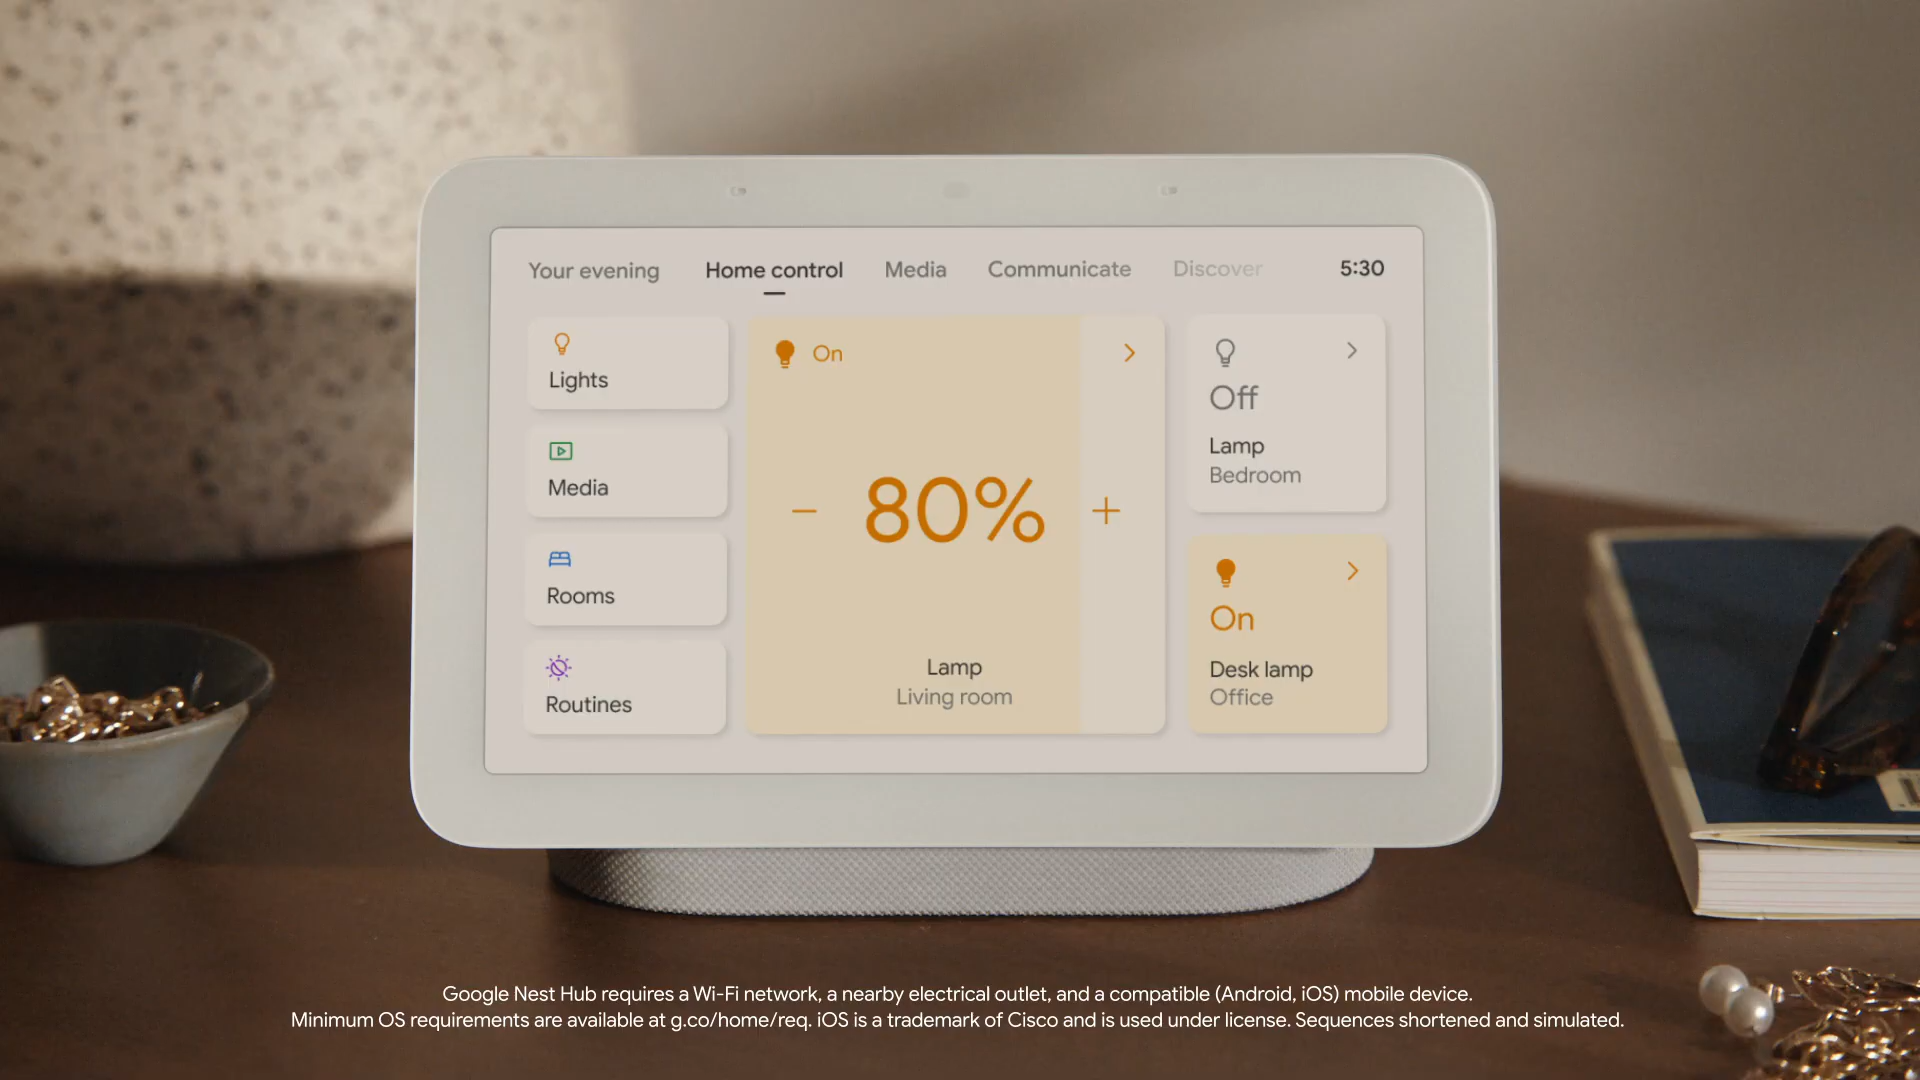 Your evening
Home control
Media
Communicate
Discover
5:30
Lights
Media
Rooms
Routines
On
− 80% +
Lamp
Living room
Off
Lamp
Bedroom
On
Desk lamp
Office
Google Nest Hub requires a Wi-Fi network, a nearby electrical outlet, and a compatible (Android, iOS) mobile device.
Minimum OS requirements are available at g.co/home/req. iOS is a trademark of Cisco and is used under license. Sequences shortened and simulated.